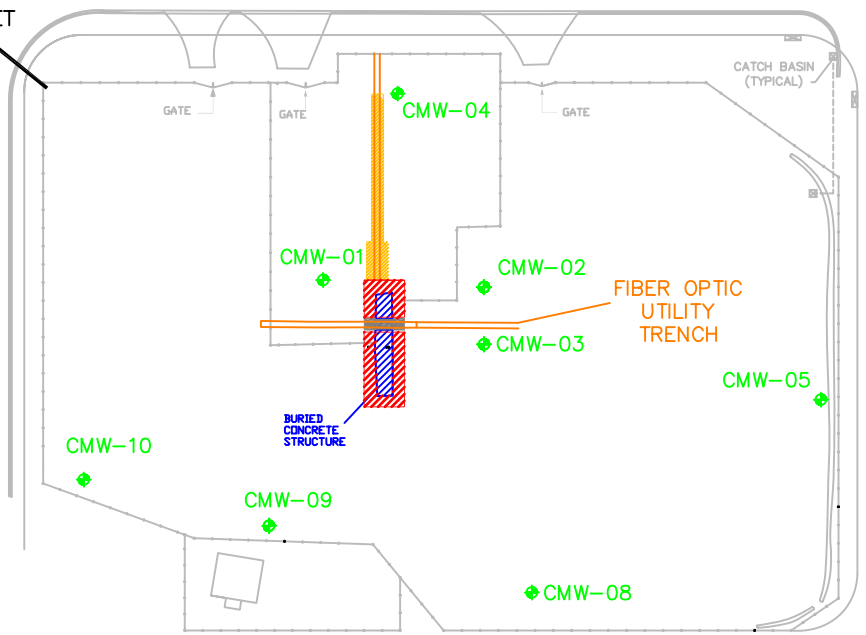 CATCH BASIN
(TYPICAL)
GATE
GATE
GATE
CMW-04
CMW-01
CMW-02
FIBER OPTIC
UTILITY
TRENCH
CMW-03
CMW-05
BURIED
CONCRETE
STRUCTURE
CMW-10
CMW-09
CMW-08